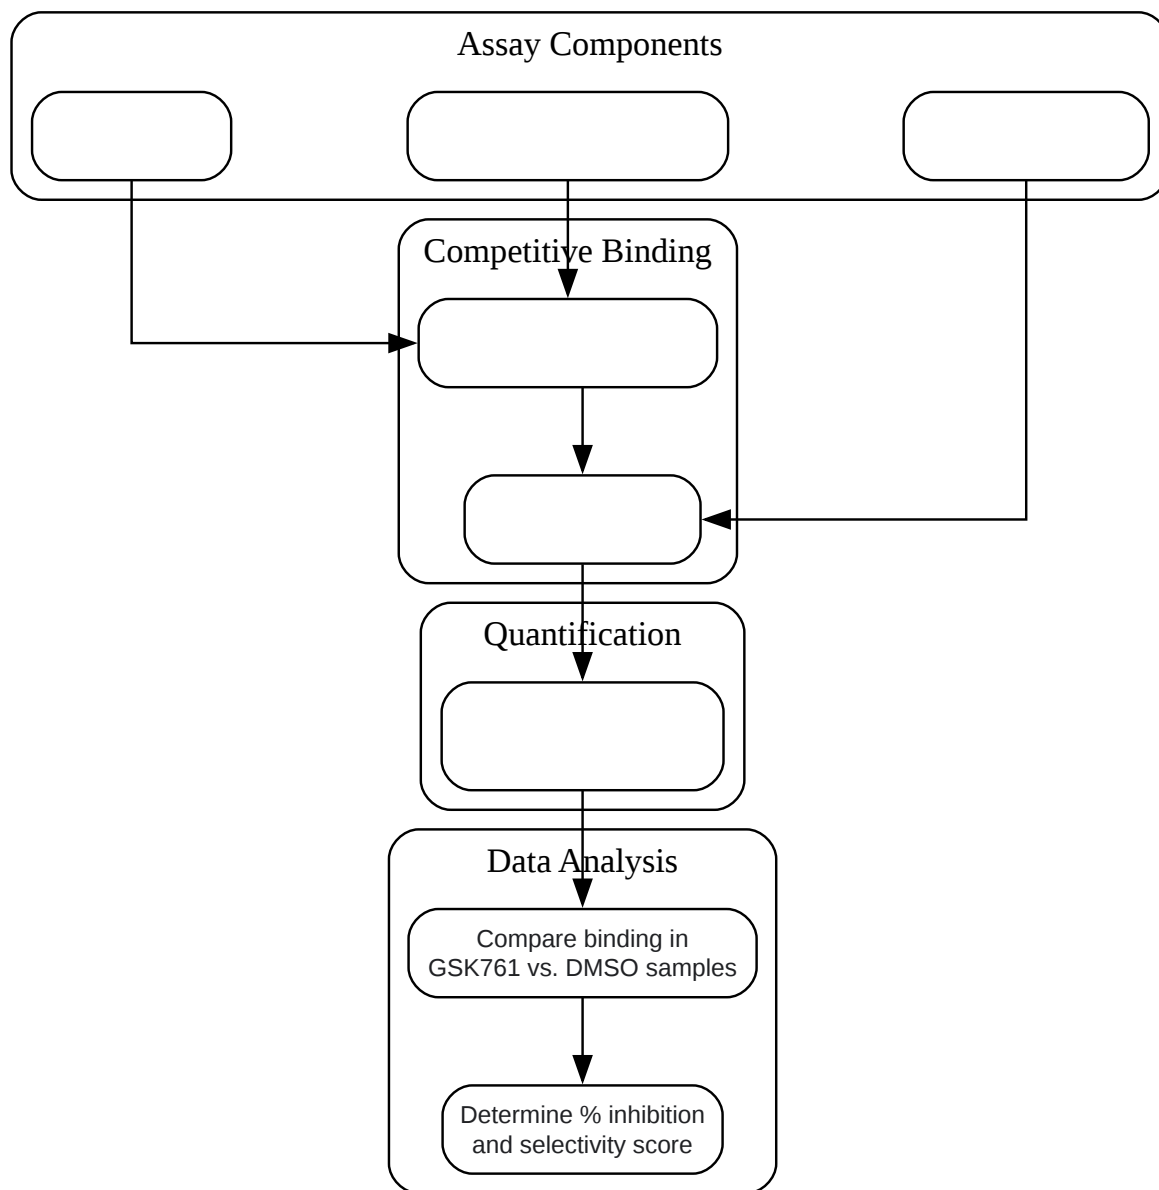 Assay Components
Competitive Binding
Quantification
Data Analysis
Compare binding in
GSK761 vs. DMSO samples
Determine % inhibition
and selectivity score